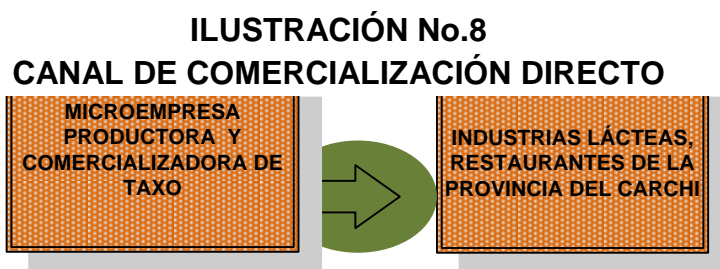 ILUSTRACIÓN No.8
CANAL DE COMERCIALIZACIÓN DIRECTO
MICROEMPRESA
PRODUCTORA Y
COMERCIALIZADORA DE
TAXO
INDUSTRIAS LÁCTEAS,
RESTAURANTES DE LA
PROVINCIA DEL CARCHI